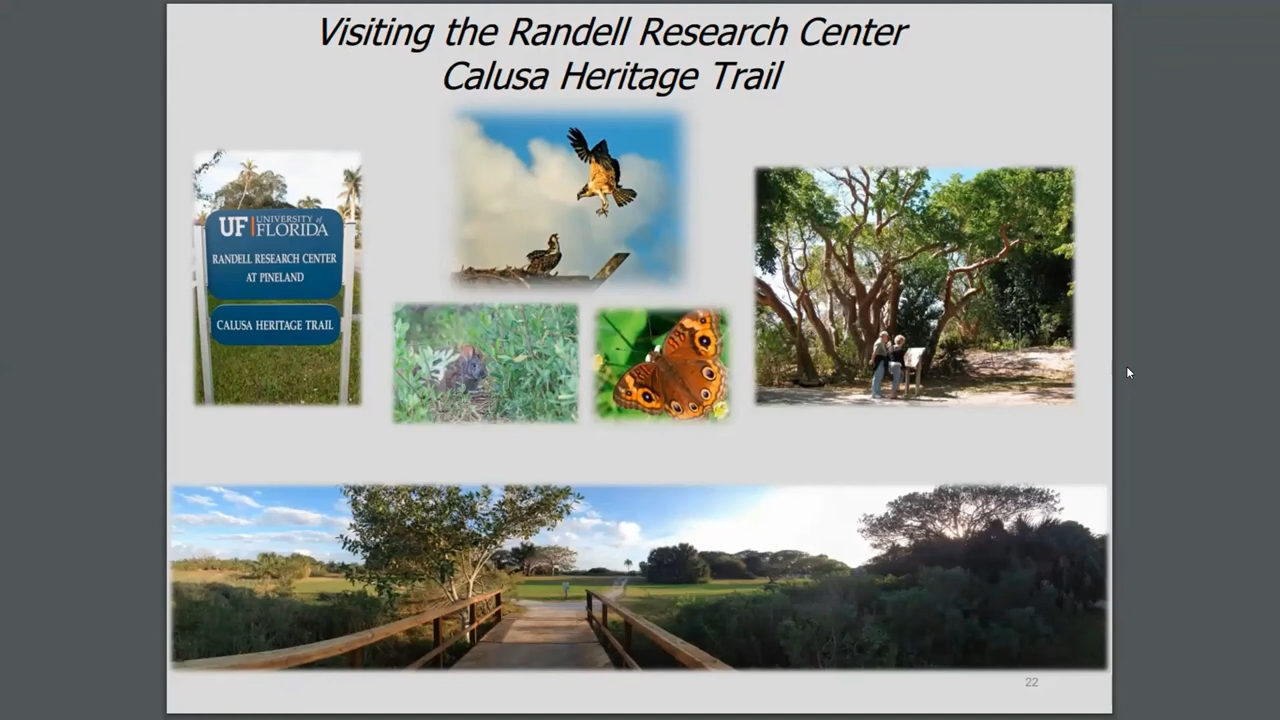 Visiting the Randell Research Center
Calusa Heritage Trail
UF UNIVERSITY of
FLORIDA
RANDELL RESEARCH CENTER
AT PINELAND
CALUSA HERITAGE TRAIL
22